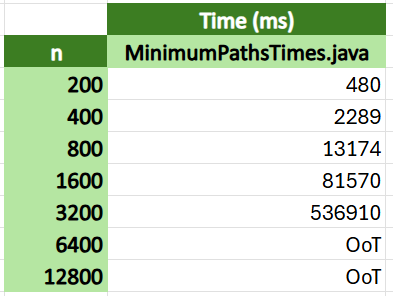 Time (ms)
n MinimumPathsTimes.java
200 480
400 2289
800 13174
1600 81570
3200 536910
6400 OoT
12800 OoT